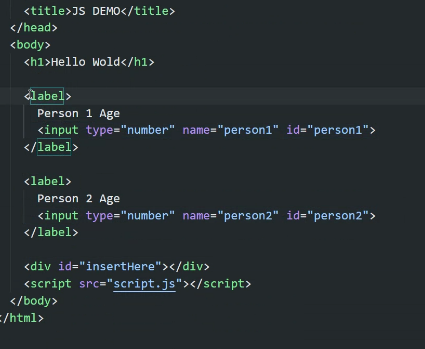 <title>JS DEMO</title>
</head>
<body>
<h1>Hello Wold</h1>
<label>
Person 1 Age
<input type="number" name="person1" id="person1">
</label>
<label>
Person 2 Age
<input type="number" name="person2" id="person2">
</label>
<div id="insertHere"></div>
<script src="script.js"></script>
</body>
</html>